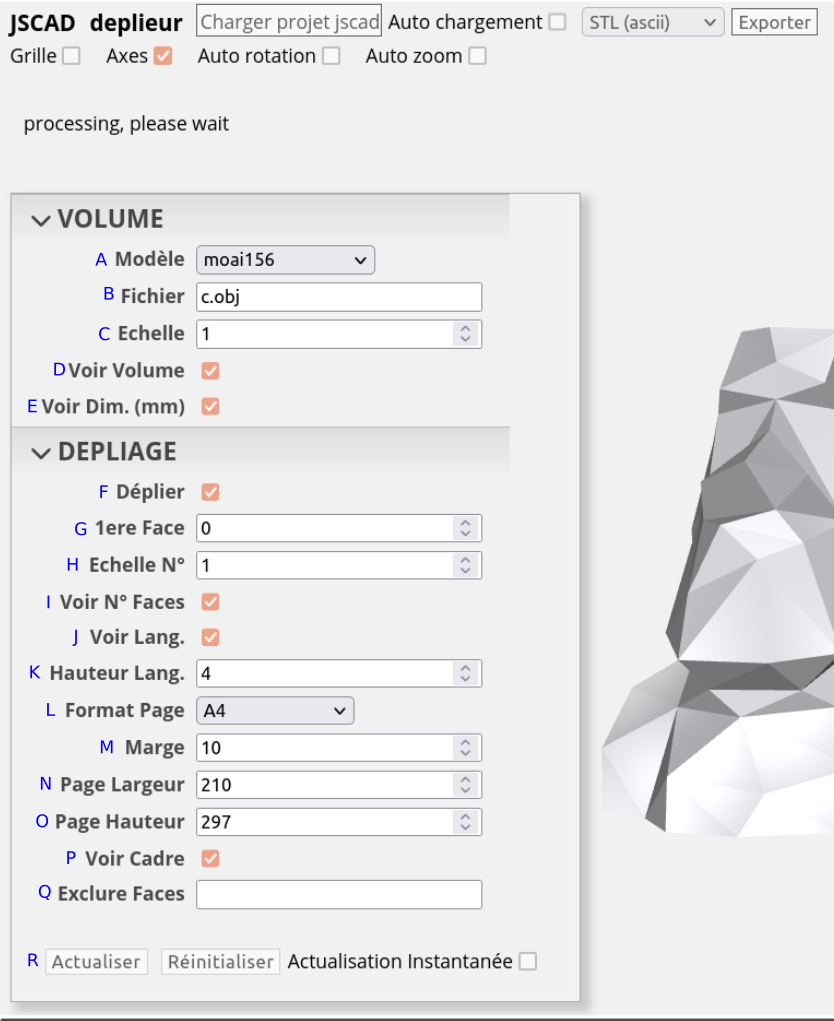 JSCAD deplieur Charger projet jscad Auto chargement STL (ascii) Exporter
Grille Axes Auto rotation Auto zoom
processing, please wait
VOLUME
A Modèle moai156
B Fichier c.obj
C Echelle 1
D Voir Volume
E Voir Dim. (mm)
DEPLIAGE
F Déplier
G 1ere Face 0
H Echelle N° 1
I Voir N° Faces
J Voir Lang.
K Hauteur Lang. 4
L Format Page A4
M Marge 10
N Page Largeur 210
O Page Hauteur 297
P Voir Cadre
Q Exclure Faces
R Actualiser Réinitialiser Actualisation Instantanée